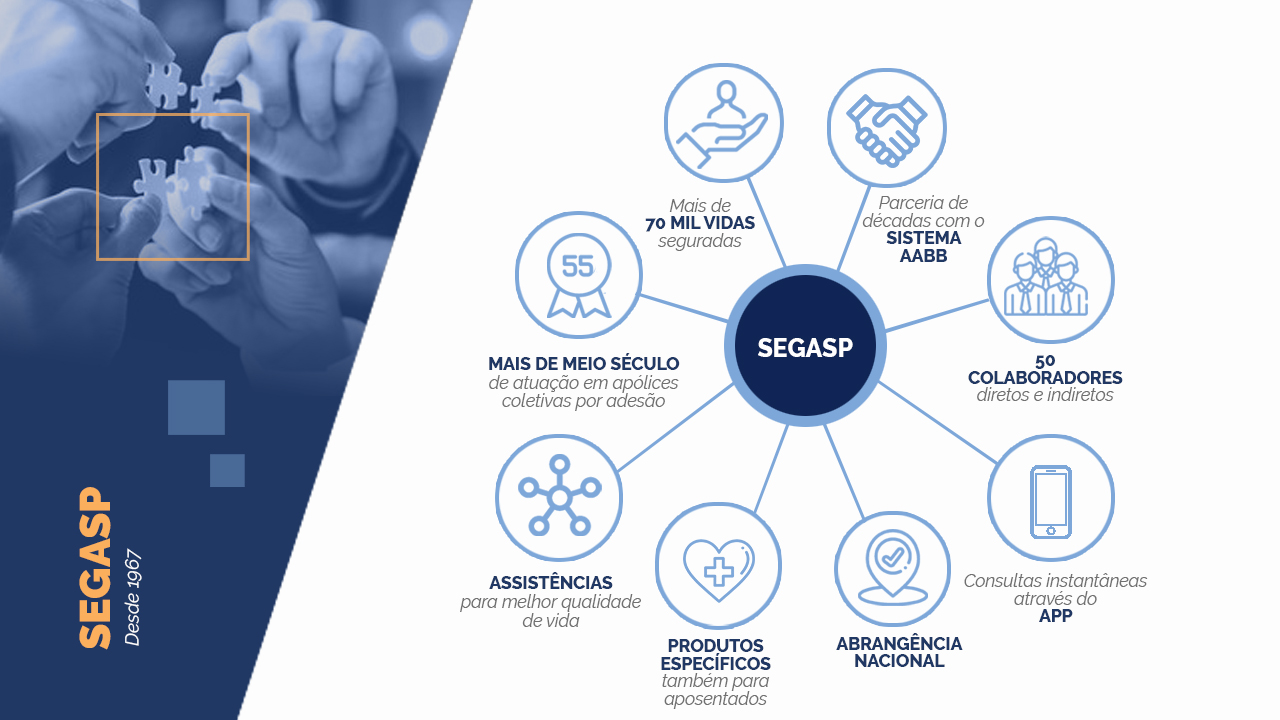 SEGASP
Desde 1967
Mais de
70 MIL VIDAS
seguradas
Parceria de
décadas com o
SISTEMA
AABB
55
MAIS DE MEIO SÉCULO
de atuação em apólices
coletivas por adesão
SEGASP
50
COLABORADORES
diretos e indiretos
ASSISTÊNCIAS
para melhor qualidade
de vida
PRODUTOS
ESPECÍFICOS
também para
aposentados
ABRANGÊNCIA
NACIONAL
Consultas instantâneas
através do
APP